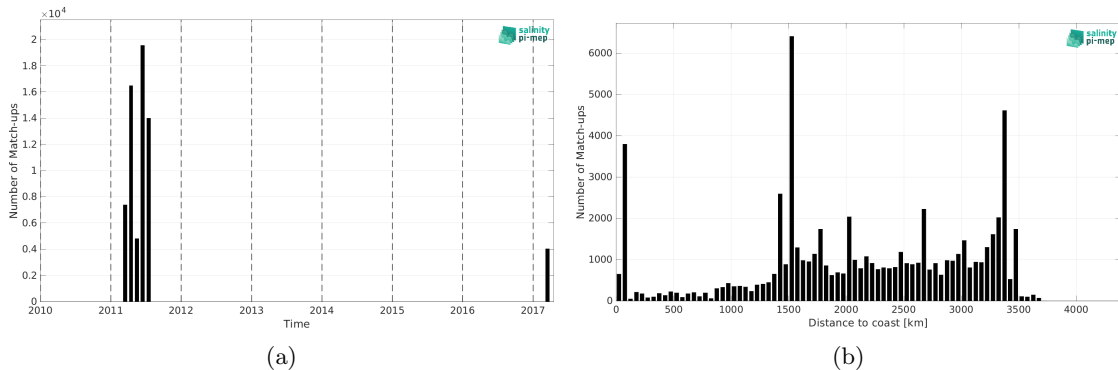 ×10⁴
2
1.8
1.6
1.4
1.2
1
0.8
0.6
0.4
0.2
0
Number of Match-ups
salinity
pi-mep
2010 2011 2012 2013 2014 2015 2016 2017
Time
(a)
6000
5000
4000
3000
2000
1000
0
Number of Match-ups
salinity
pi-mep
0 500 1000 1500 2000 2500 3000 3500 4000
Distance to coast [km]
(b)